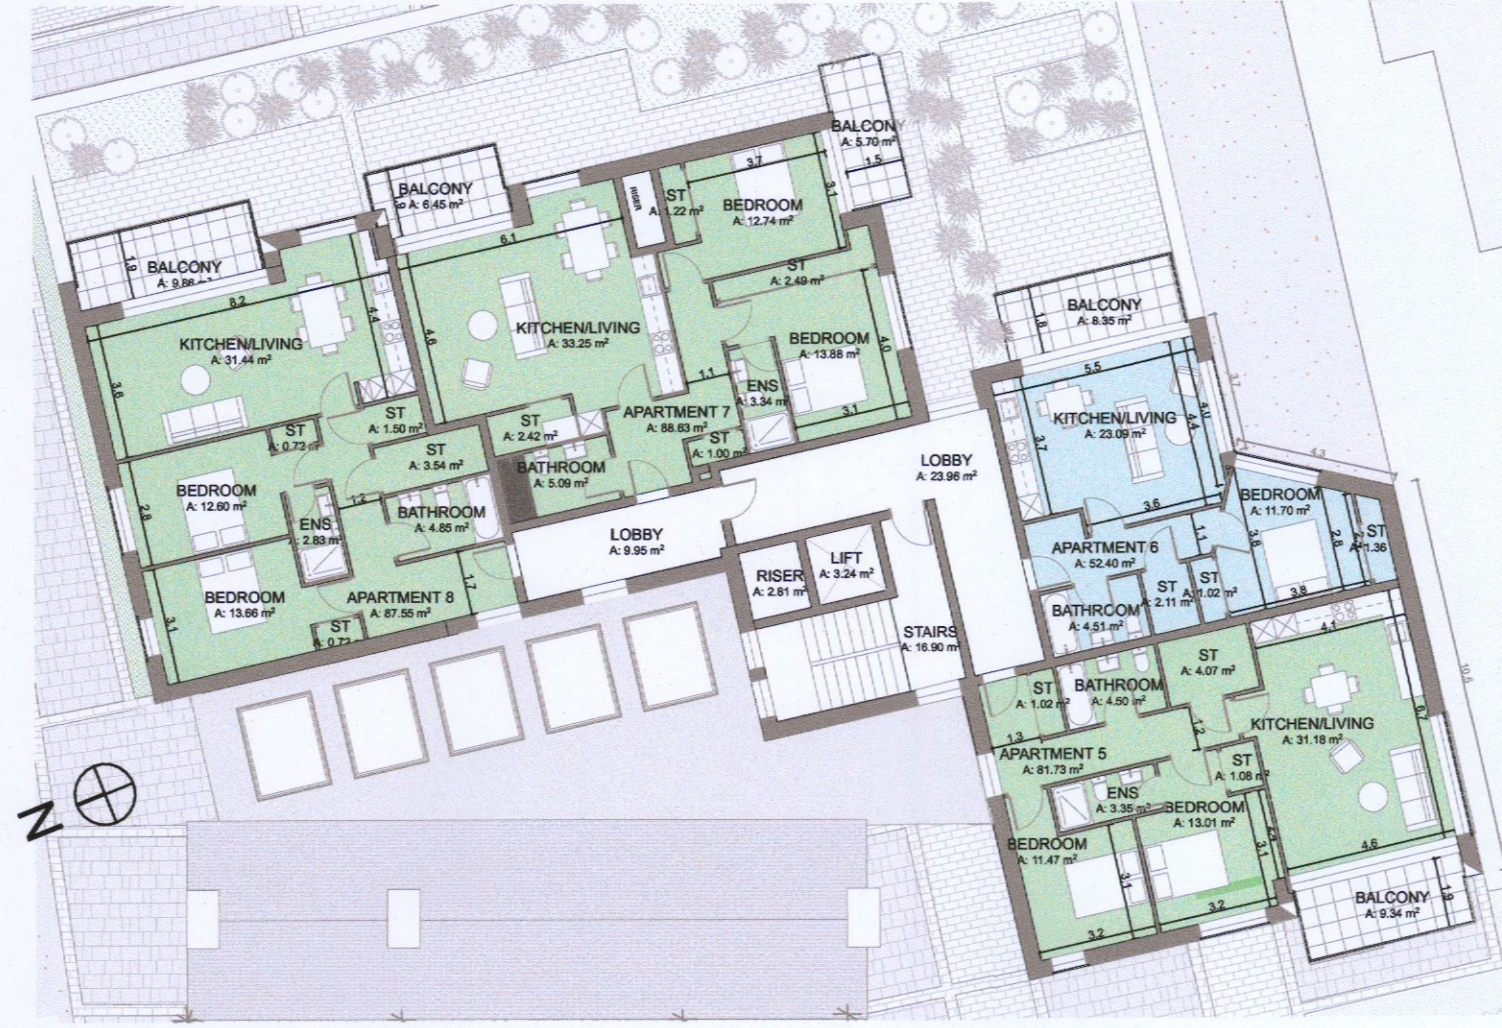 BALCONY
A: 5.70 m²
1.5
BALCONY
A: 6.45 m²
RISER
ST
A: 1.22 m²
3.7
3.1
BEDROOM
A: 12.74 m²
BALCONY
1.9
8.2
6.1
KITCHEN/LIVING
A: 31.44 m²
4.4
3.6
KITCHEN/LIVING
A: 33.25 m²
4.6
ST
A: 2.49 m²
BEDROOM
A: 13.88 m²
4.0
3.1
1.1
ENS
A: 3.34 m²
APARTMENT 7
A: 88.63 m²
ST
A: 1.00 m²
ST
A: 2.42 m²
BATHROOM
A: 5.09 m²
ST
A: 1.50 m²
ST
A: 0.72
ST
A: 3.54 m²
BEDROOM
A: 12.60 m²
2.8
1.2
ENS
2.83 m²
BATHROOM
A: 4.85 m²
BEDROOM
A: 13.66 m²
3.1
APARTMENT 8
A: 87.55 m²
1.7
ST
A: 0.72
LOBBY
A: 9.95 m²
LOBBY
A: 23.96 m²
RISER
A: 2.81 m²
LIFT
A: 3.24 m²
STAIRS
A: 16.90 m²
BALCONY
A: 8.35 m²
1.8
5.5
KITCHEN/LIVING
A: 23.09 m²
3.7
4.4
4.0
3.7
3.6
4.3
BEDROOM
A: 11.70 m²
1.1
3.8
2.8
3.8
ST
1.36
APARTMENT 6
A: 52.40 m²
ST
A: 2.11 m²
ST
A: 1.02 m²
BATHROOM
A: 4.51 m²
4.1
10.6
ST
A: 4.07 m²
ST
A: 1.02 m²
BATHROOM
A: 4.50 m²
KITCHEN/LIVING
A: 31.18 m²
6.7
1.3
1.2
APARTMENT 5
A: 81.73 m²
ST
A: 1.08 m²
ENS
A: 3.35 m²
BEDROOM
A: 13.01 m²
BEDROOM
A: 11.47 m²
3.1
3.1
3.2
3.2
4.6
BALCONY
A: 9.34 m²
1.9
N